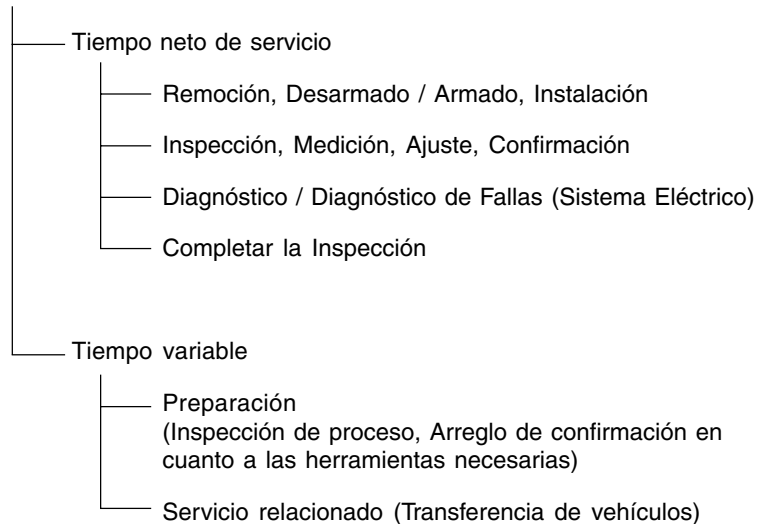 Tiempo neto de servicio
Remoción, Desarmado / Armado, Instalación
Inspección, Medición, Ajuste, Confirmación
Diagnóstico / Diagnóstico de Fallas (Sistema Eléctrico)
Completar la Inspección
Tiempo variable
Preparación
(Inspección de proceso, Arreglo de confirmación en
cuanto a las herramientas necesarias)
Servicio relacionado (Transferencia de vehículos)